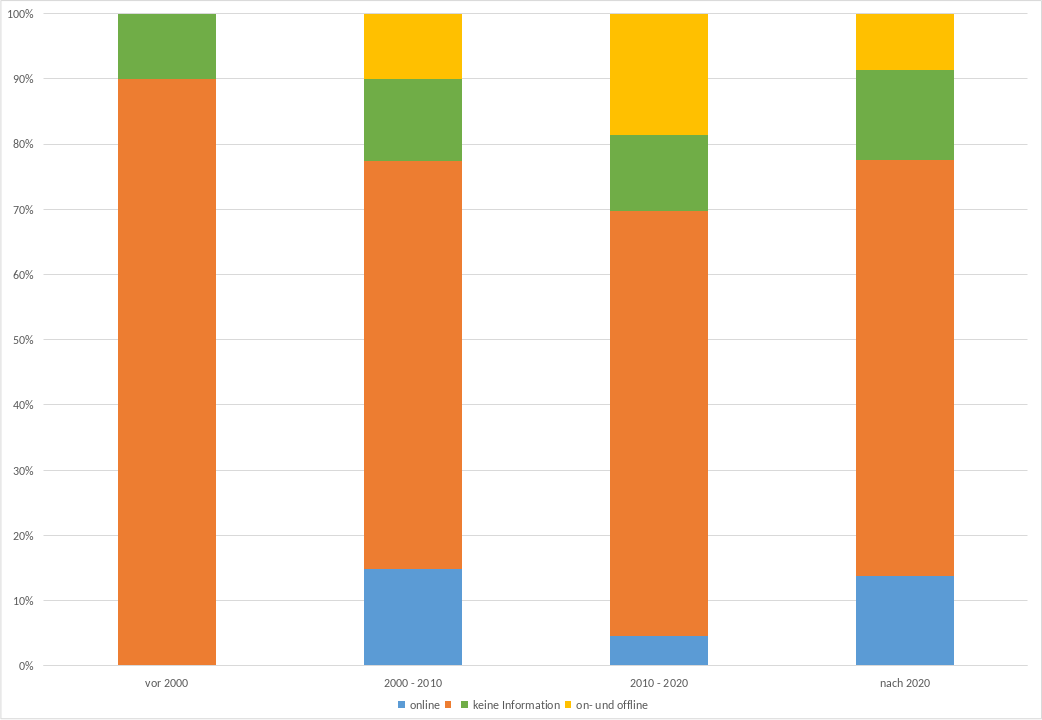 100%
90%
80%
70%
60%
50%
40%
30%
20%
10%
0%
vor 2000
2000 - 2010
2010 - 2020
nach 2020
online
keine Information
on- und offline